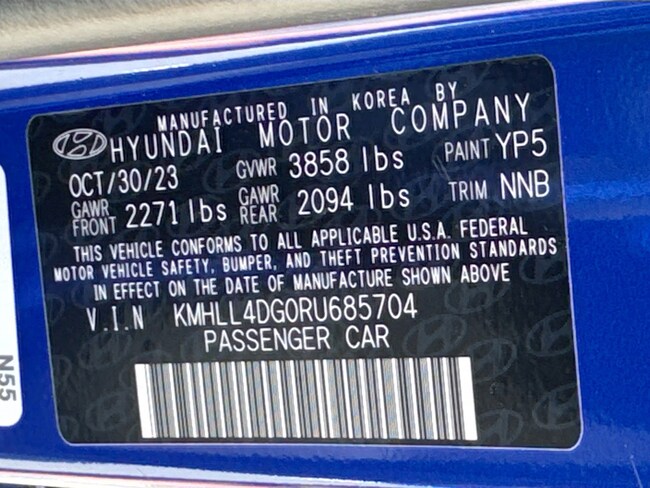 MANUFACTURED IN KOREA BY
HYUNDAI MOTOR COMPANY
OCT/30/23 GVWR 3858 lbs PAINT YP5
GAWR FRONT 2271 lbs GAWR REAR 2094 lbs TRIM NNB
THIS VEHICLE CONFORMS TO ALL APPLICABLE U.S.A. FEDERAL
MOTOR VEHICLE SAFETY, BUMPER, AND THEFT PREVENTION STANDARDS
IN EFFECT ON THE DATE OF MANUFACTURE SHOWN ABOVE
V.I.N KMHLL4DG0RU685704
PASSENGER CAR
N55